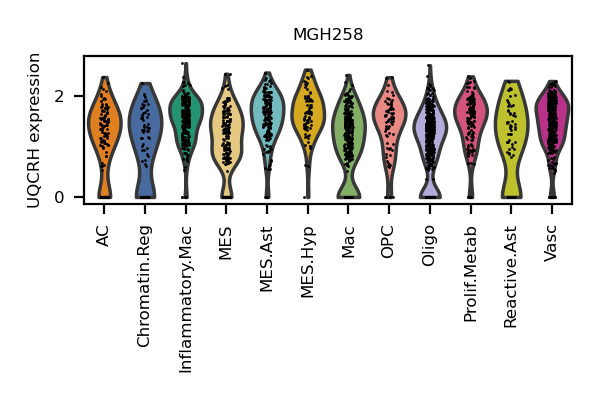 MGH258
UQCRH expression
2
0
AC
Chromatin.Reg
Inflammatory.Mac
MES
MES.Ast
MES.Hyp
Mac
OPC
Oligo
Prolif.Metab
Reactive.Ast
Vasc